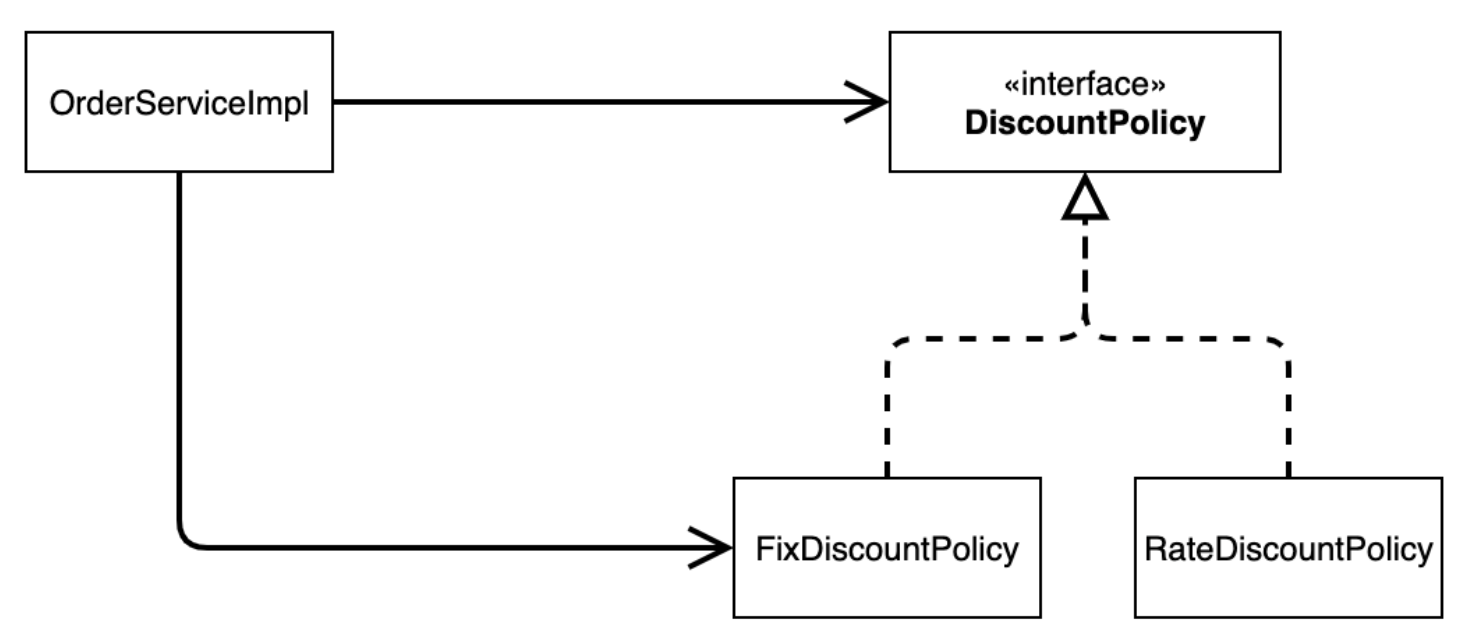 OrderServiceImpl
«interface»
DiscountPolicy
FixDiscountPolicy
RateDiscountPolicy